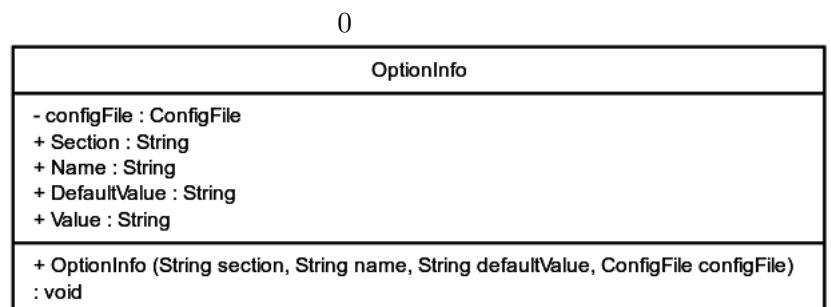 0
OptionInfo
- configFile : ConfigFile
+ Section : String
+ Name : String
+ DefaultValue : String
+ Value : String
+ OptionInfo (String section, String name, String defaultValue, ConfigFile configFile)
: void